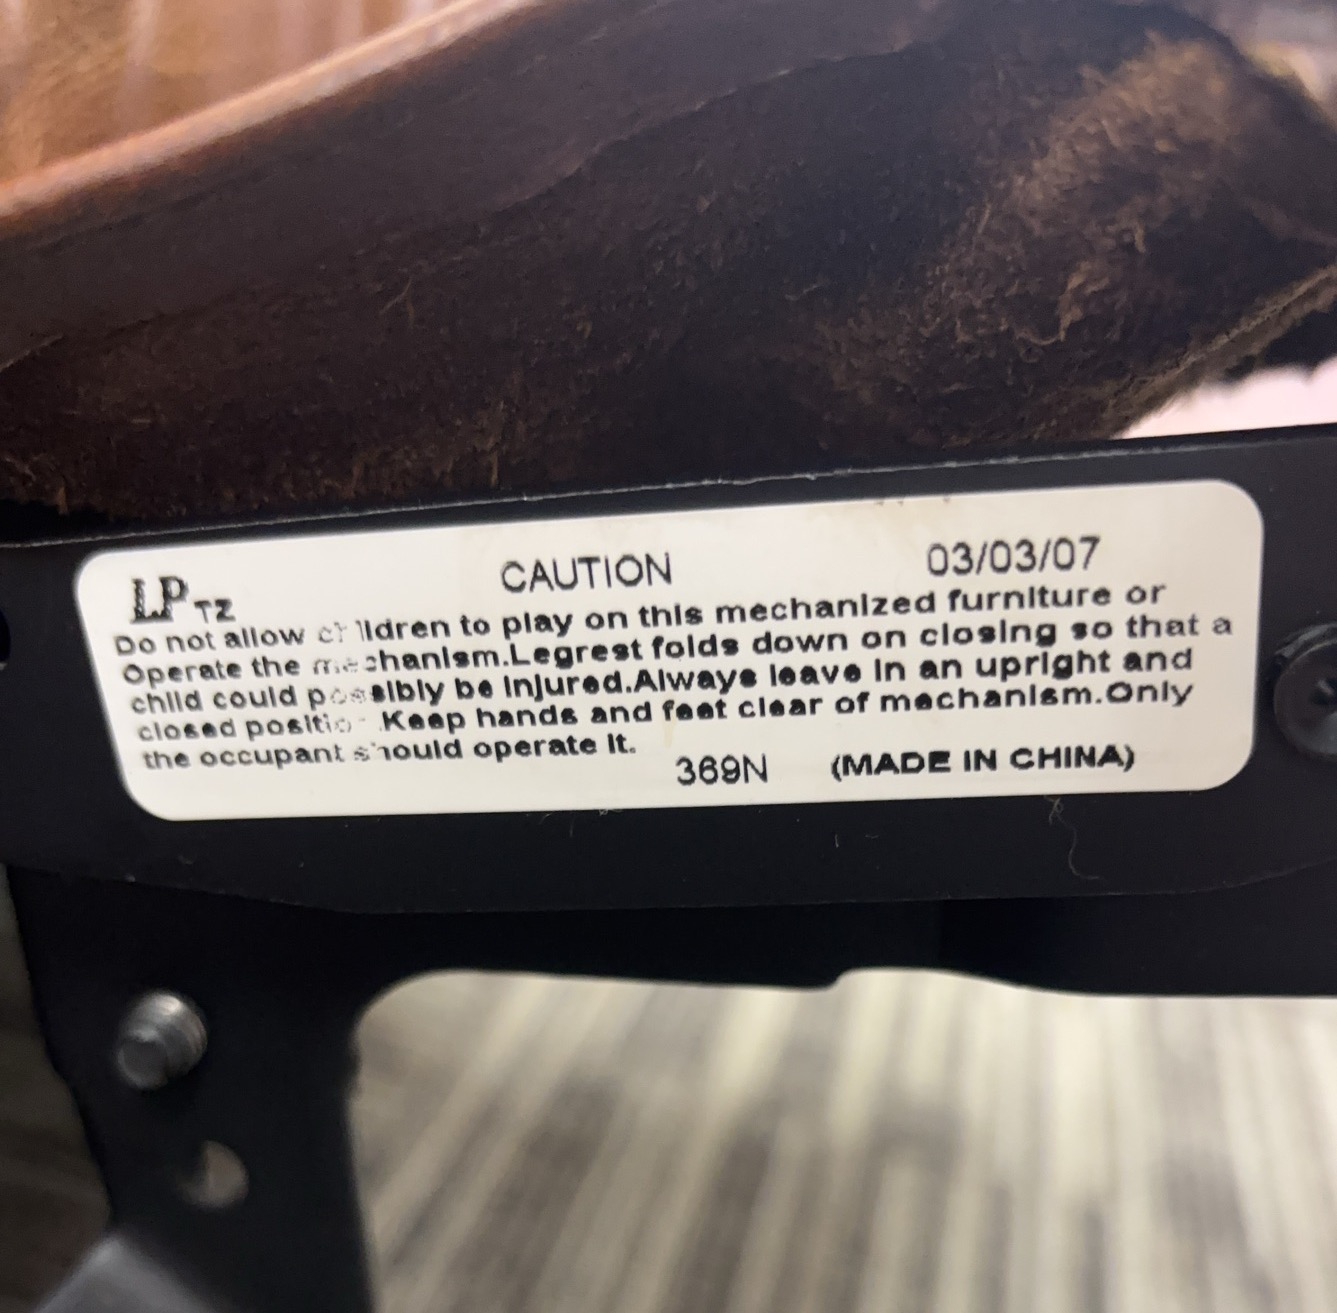 LP TZ CAUTION 03/03/07
Do not allow children to play on this mechanized furniture or
Operate the mechanism.Legrest folds down on closing so that a
child could possibly be injured.Always leave in an upright and
closed position.Keep hands and feet clear of mechanism.Only
the occupant should operate it.
369N (MADE IN CHINA)